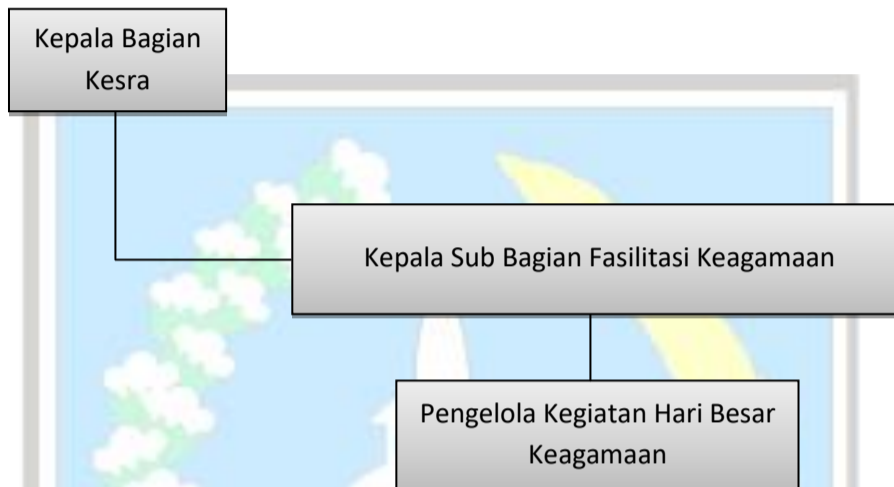 Kepala Bagian
Kesra
Kepala Sub Bagian Fasilitasi Keagamaan
Pengelola Kegiatan Hari Besar
Keagamaan